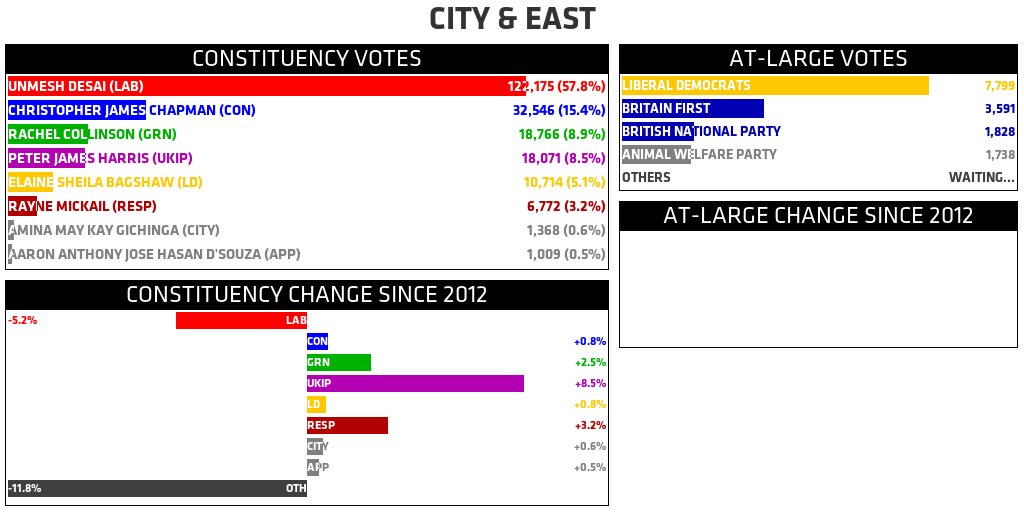 CITY & EAST
CONSTITUENCY VOTES
UNMESH DESAI (LAB) 122,175 (57.8%)
CHRISTOPHER JAMES CHAPMAN (CON) 32,546 (15.4%)
RACHEL COLLINSON (GRN) 18,766 (8.9%)
PETER JAMES HARRIS (UKIP) 18,071 (8.5%)
ELAINE SHEILA BAGSHAW (LD) 10,714 (5.1%)
RAYNE MICKAIL (RESP) 6,772 (3.2%)
AMINA MAY KAY GICHINGA (CITY) 1,368 (0.6%)
AARON ANTHONY JOSE HASAN D'SOUZA (APP) 1,009 (0.5%)
CONSTITUENCY CHANGE SINCE 2012
-5.2% LAB
CON +0.8%
GRN +2.5%
UKIP +8.5%
LD +0.8%
RESP +3.2%
CITY +0.6%
APP +0.5%
-11.8% OTH
AT-LARGE VOTES
LIBERAL DEMOCRATS 7,799
BRITAIN FIRST 3,591
BRITISH NATIONAL PARTY 1,828
ANIMAL WELFARE PARTY 1,738
OTHERS WAITING...
AT-LARGE CHANGE SINCE 2012